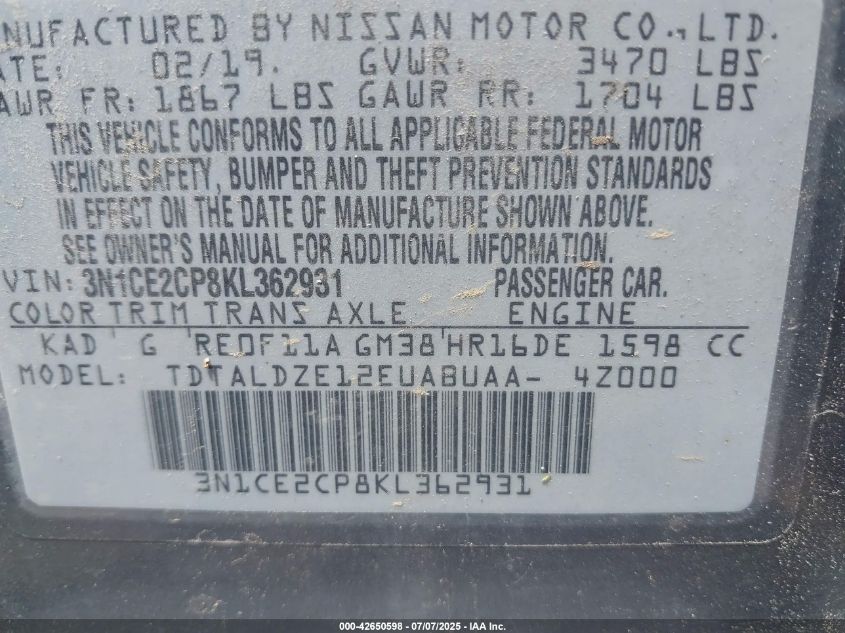 NUFACTURED BY NISSAN MOTOR CO., LTD.
ATE: 02/19. GVWR: 3470 LBS
AWR FR: 1867 LBS GAWR RR: 1704 LBS
THIS VEHICLE CONFORMS TO ALL APPLICABLE FEDERAL MOTOR
VEHICLE SAFETY, BUMPER AND THEFT PREVENTION STANDARDS
IN EFFECT ON THE DATE OF MANUFACTURE SHOWN ABOVE.
SEE OWNER'S MANUAL FOR ADDITIONAL INFORMATION.
VIN: 3N1CE2CP8KL362931 PASSENGER CAR.
COLOR TRIM TRANS AXLE ENGINE
KAD G RE0F11A GM38 HR16DE 1598 CC
MODEL: TDTALDZE12EUABUAA- 4Z000
3N1CE2CP8KL362931
000-42650598 - 07/07/2025 - IAA Inc.